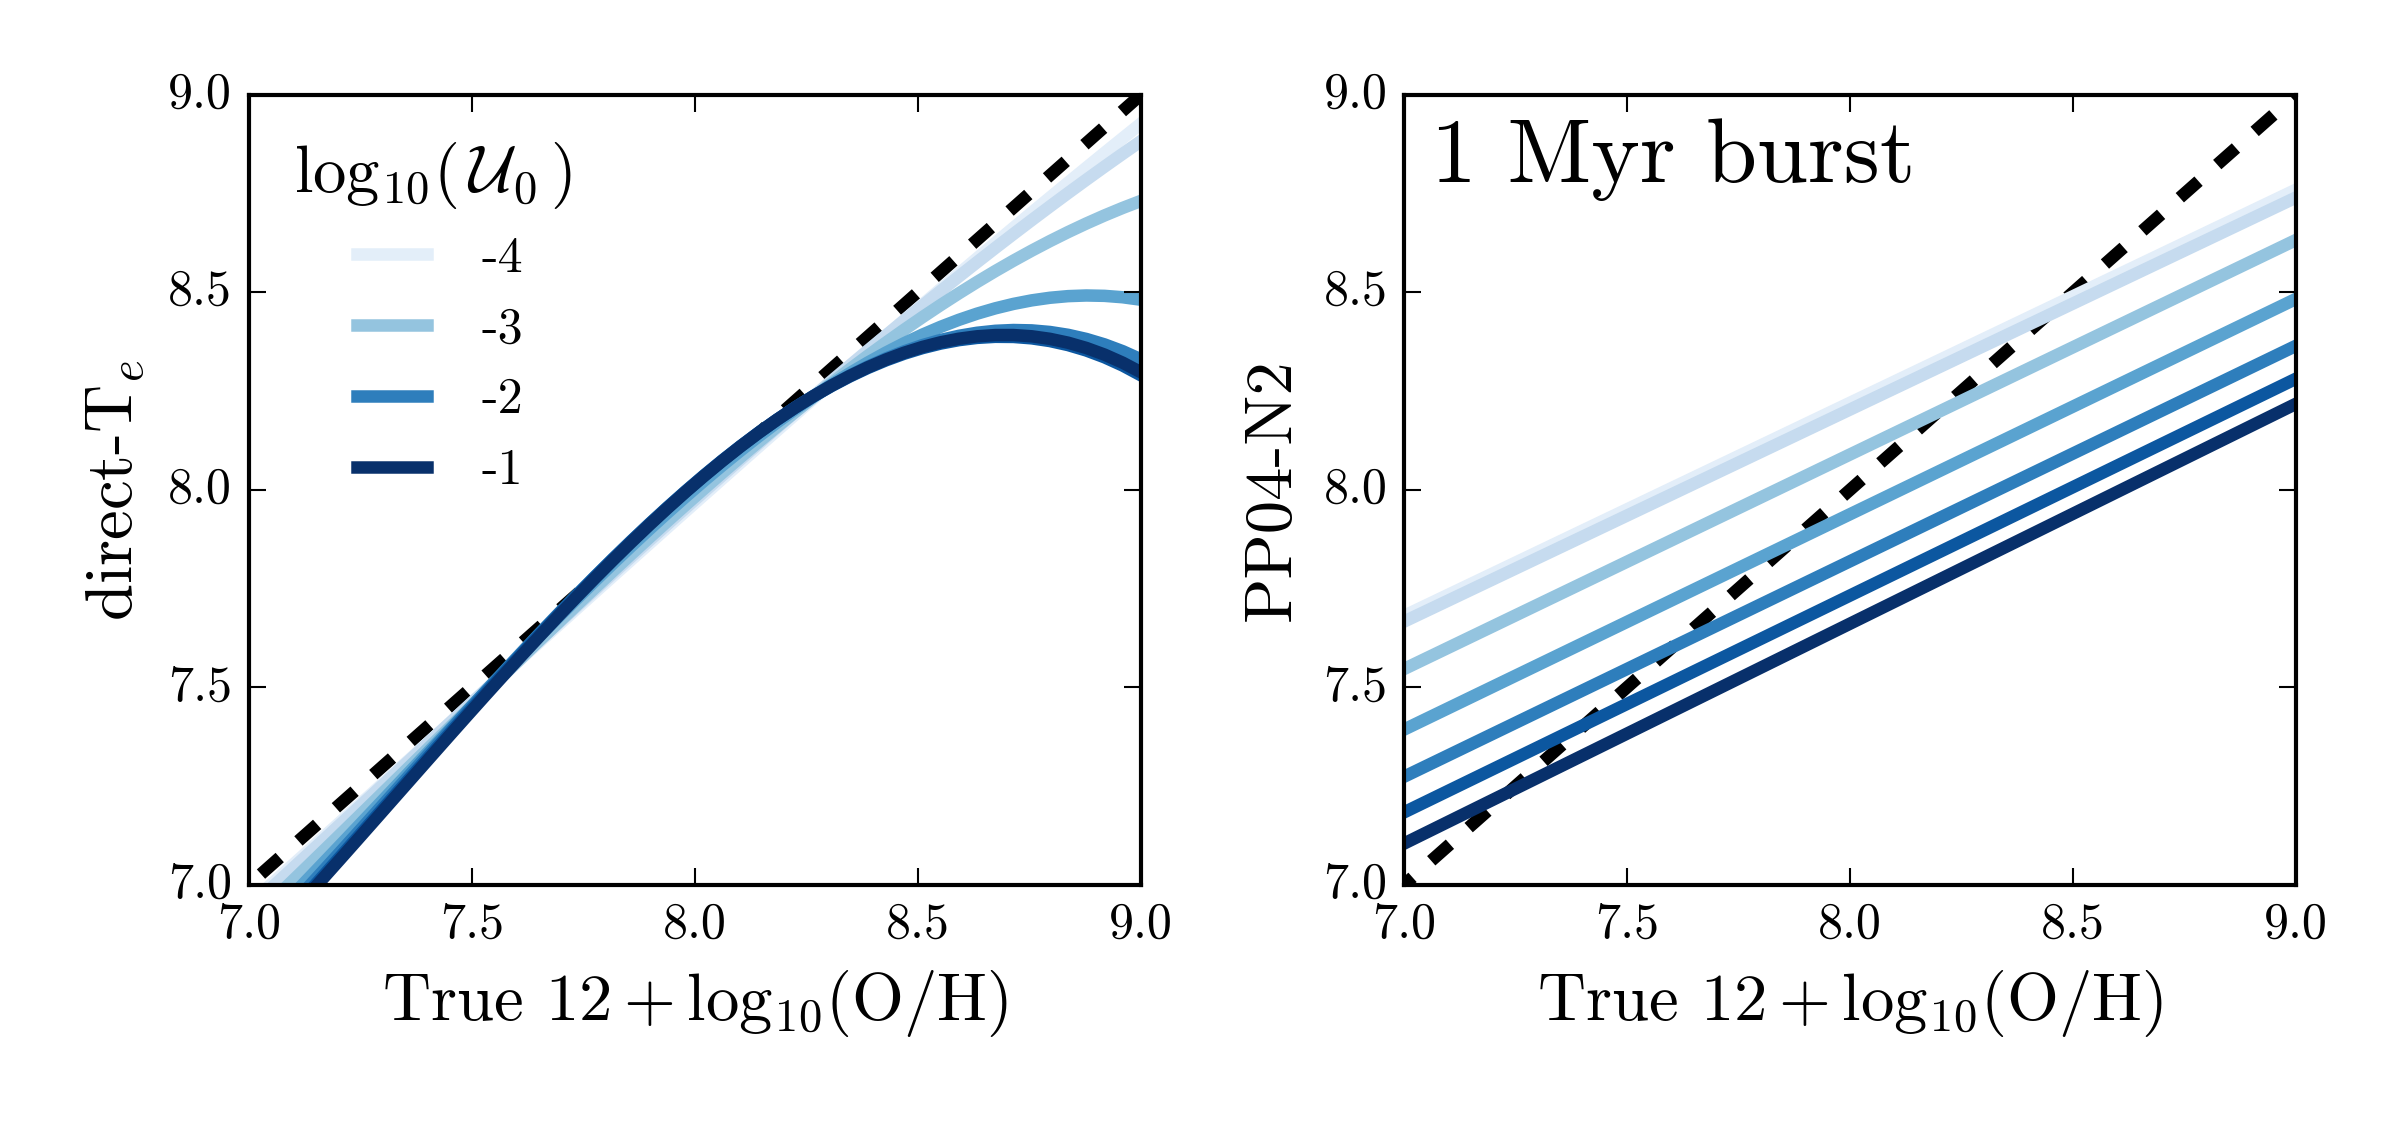 9.0
8.5
8.0
7.5
7.0
7.0 7.5 8.0 8.5 9.0
direct-Tₑ
True 12 + log₁₀(O/H)
log₁₀(𝒰₀)
-4
-3
-2
-1
9.0
8.5
8.0
7.5
7.0
7.0 7.5 8.0 8.5 9.0
PP04-N2
True 12 + log₁₀(O/H)
1 Myr burst